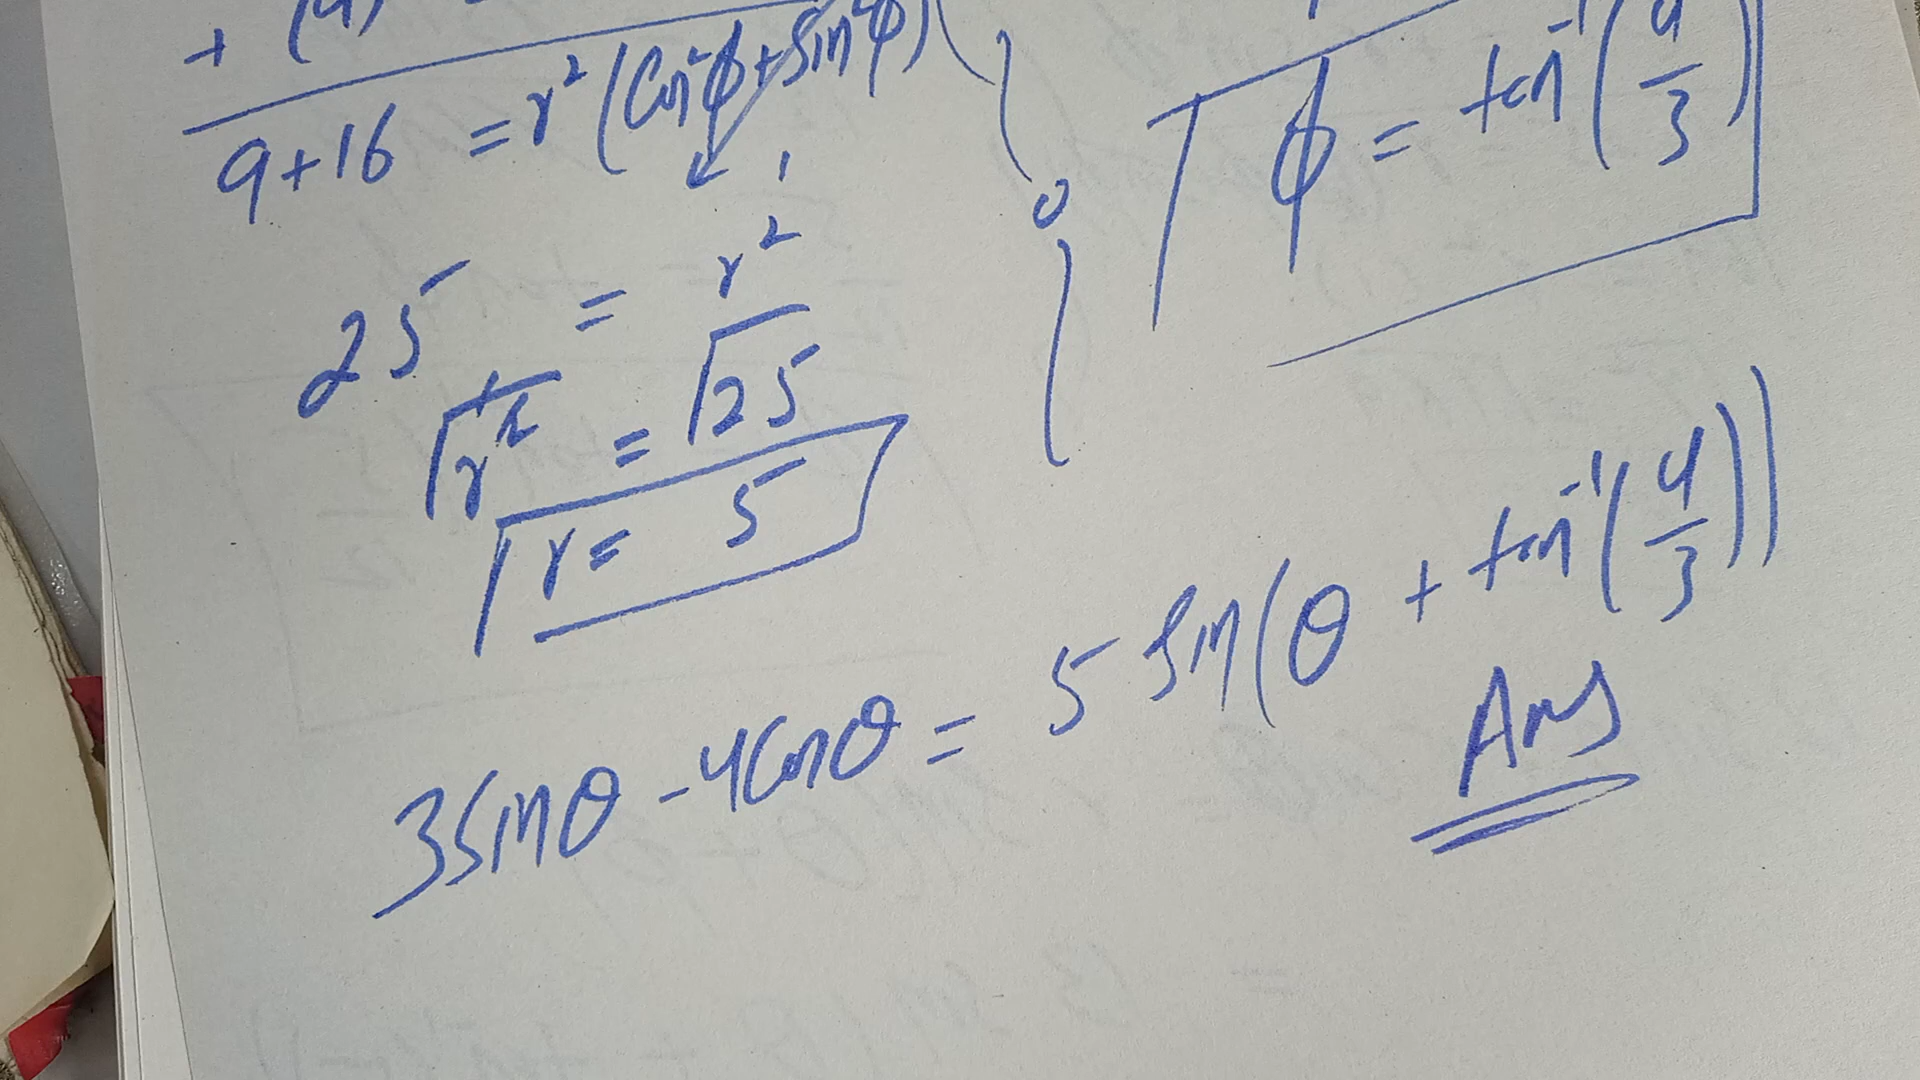 9+16 = r² (Cos²φ + Sin²φ)
1
25 = r²
√r² = √25
r = 5
φ = tan⁻¹(4/3)
3Sinθ - 4Cosθ = 5 Sin(θ + tan⁻¹(4/3))
Ans